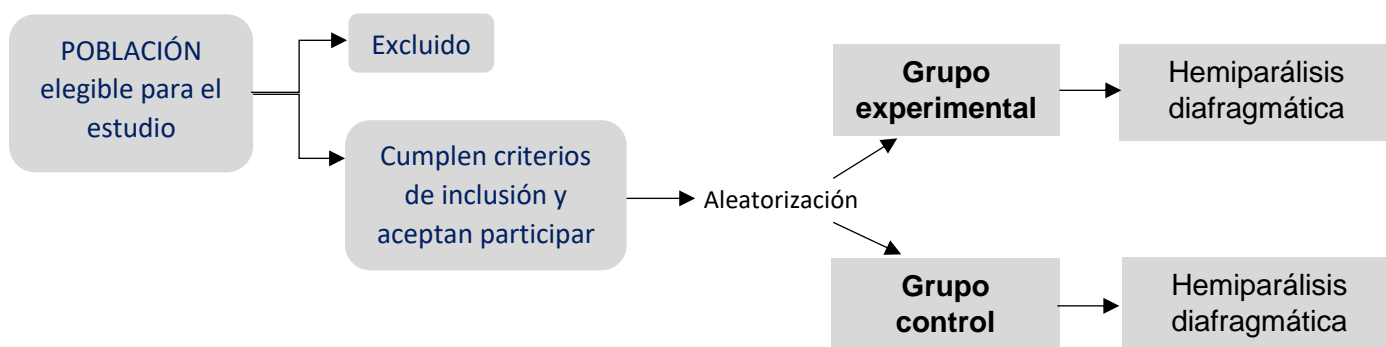 POBLACIÓN
elegible para el
estudio
Excluido
Cumplen criterios
de inclusión y
aceptan participar
Aleatorización
Grupo
experimental
Hemiparálisis
diafragmática
Grupo
control
Hemiparálisis
diafragmática